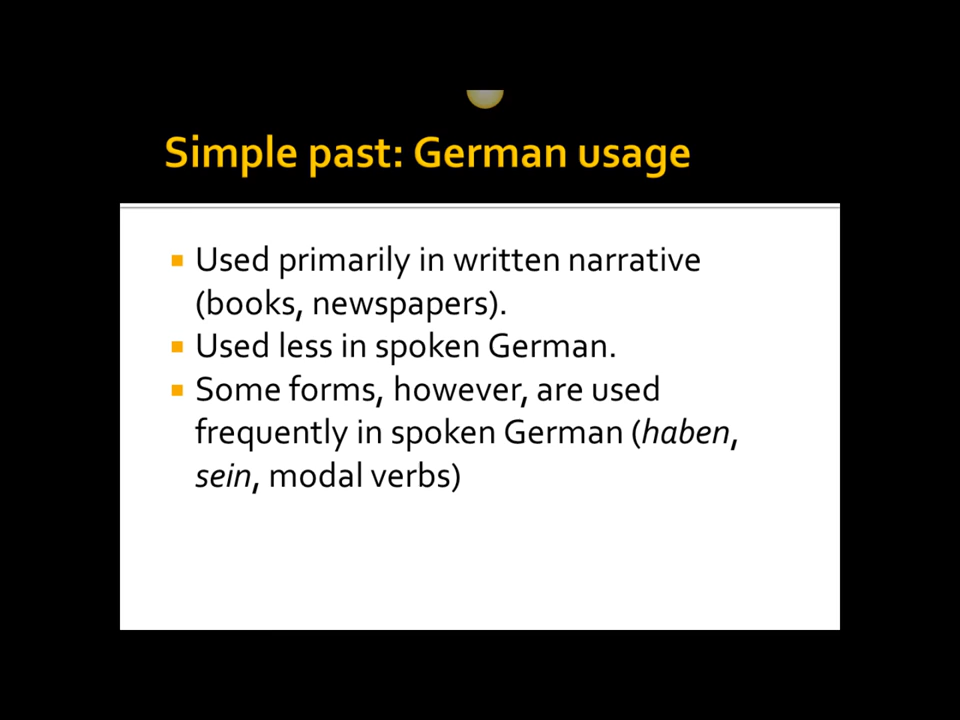 Simple past: German usage
Used primarily in written narrative
(books, newspapers).
Used less in spoken German.
Some forms, however, are used
frequently in spoken German (haben,
sein, modal verbs)